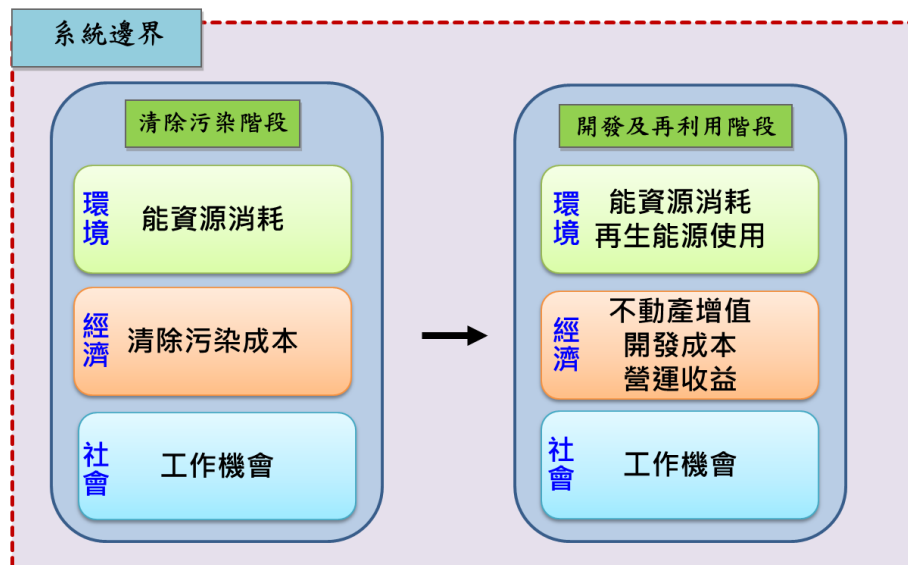 系統邊界
清除污染階段
環境
能資源消耗
經濟
清除污染成本
社會
工作機會
開發及再利用階段
環境
能資源消耗
再生能源使用
經濟
不動產增值
開發成本
營運收益
社會
工作機會